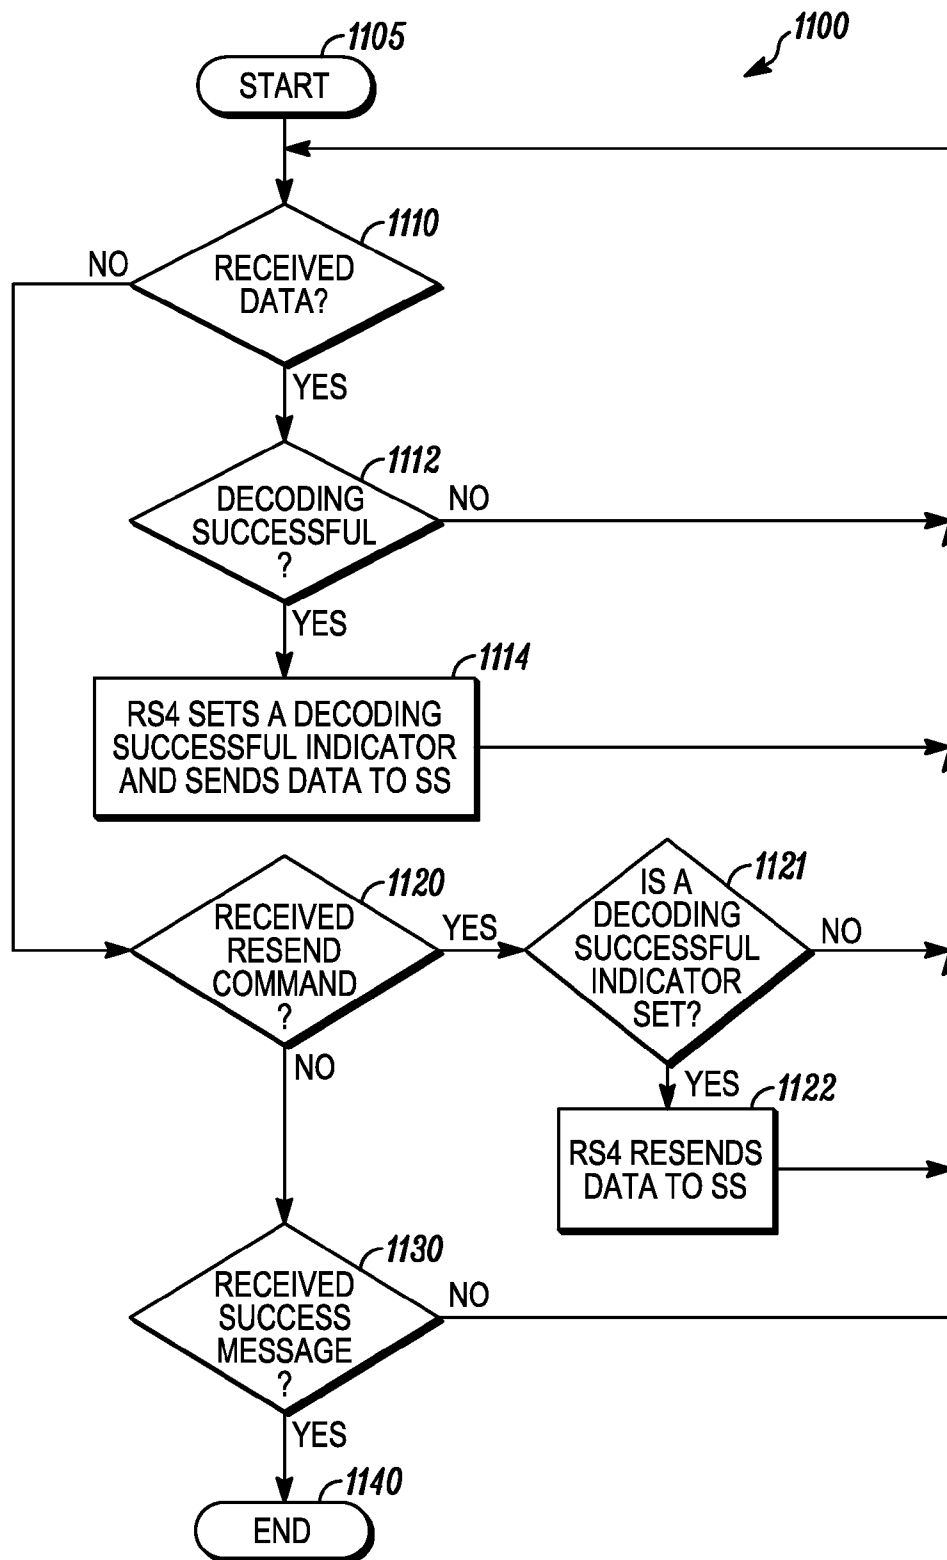 1100
1105
START
1110
NO
RECEIVED
DATA?
YES
1112
DECODING
SUCCESSFUL
?
NO
YES
1114
RS4 SETS A DECODING
SUCCESSFUL INDICATOR
AND SENDS DATA TO SS
1120
RECEIVED
RESEND
COMMAND
?
YES
1121
IS A
DECODING
SUCCESSFUL
INDICATOR
SET?
NO
NO
YES
1122
RS4 RESENDS
DATA TO SS
1130
RECEIVED
SUCCESS
MESSAGE
?
NO
YES
1140
END